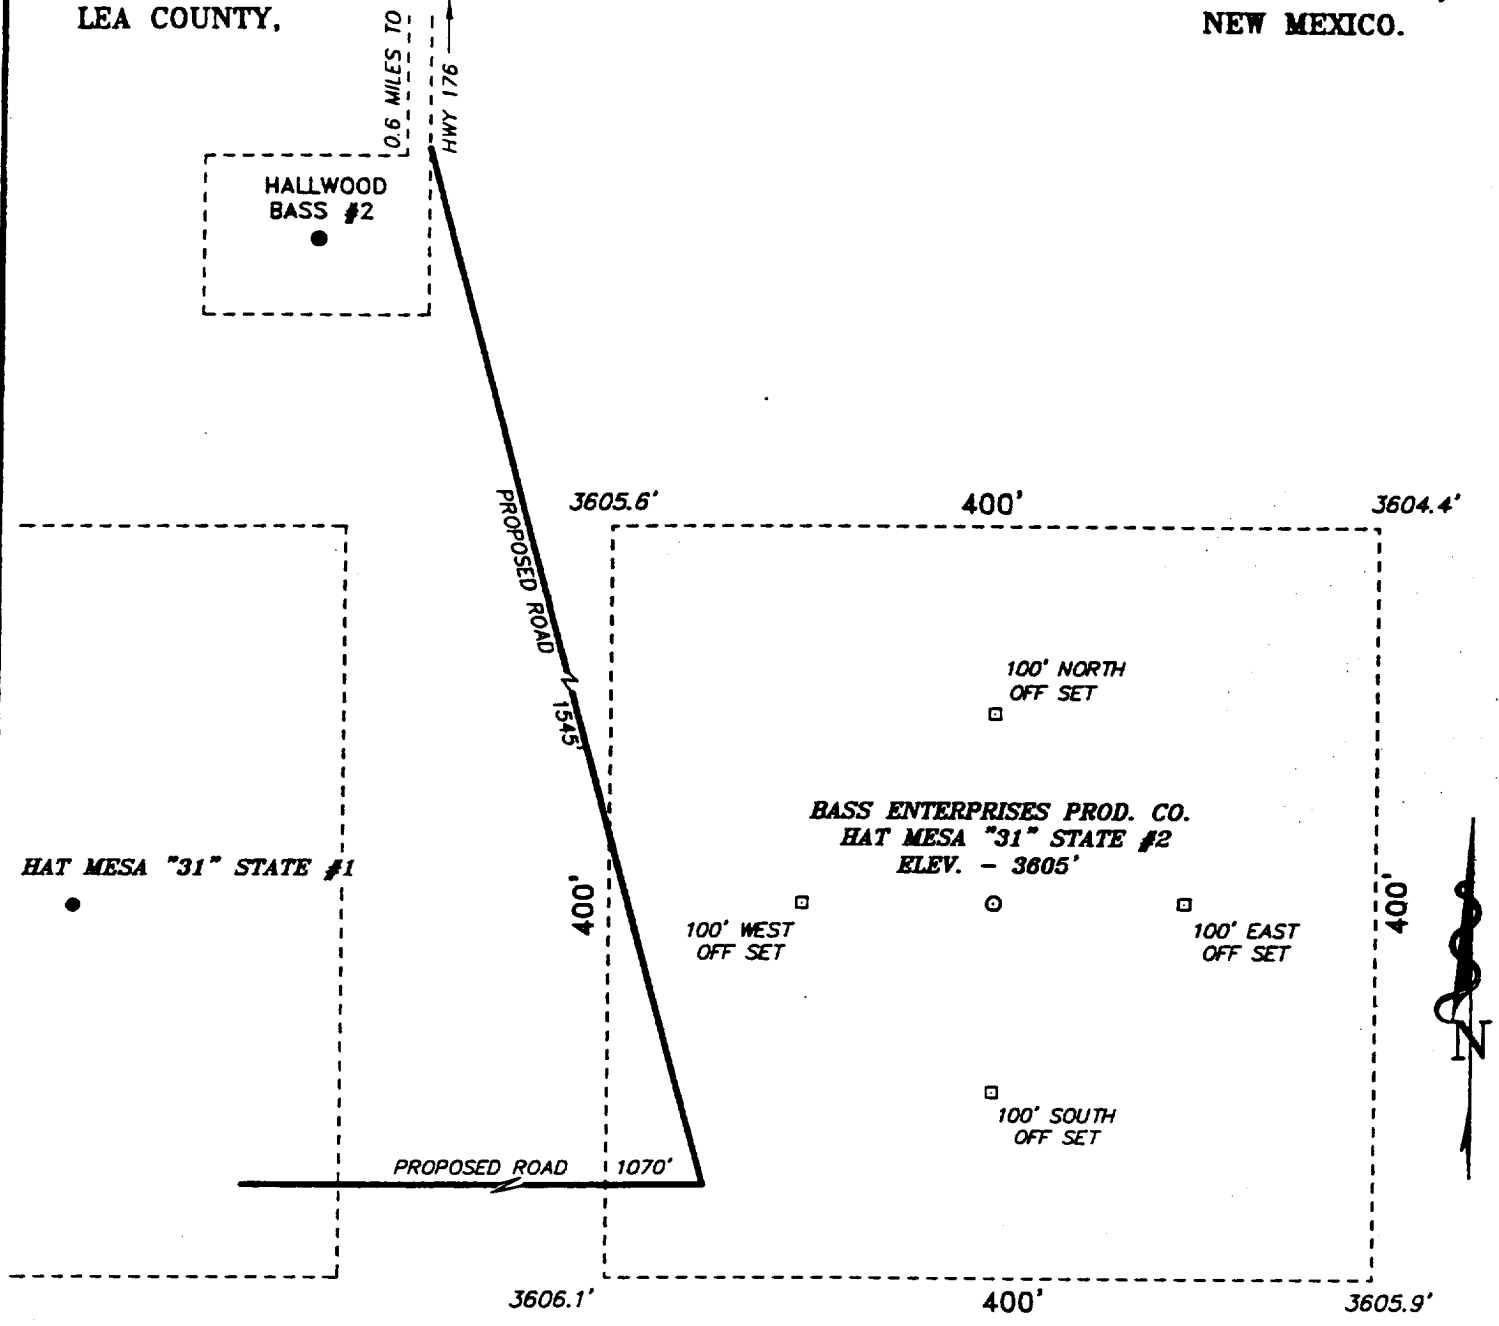 LEA COUNTY,
NEW MEXICO.
0.6 MILES TO
HWY 176
HALLWOOD
BASS #2
PROPOSED ROAD
1545'
3605.6'
400'
3604.4'
100' NORTH
OFF SET
BASS ENTERPRISES PROD. CO.
HAT MESA "31" STATE #2
ELEV. - 3605'
HAT MESA "31" STATE #1
400'
100' WEST
OFF SET
100' EAST
OFF SET
400'
N
100' SOUTH
OFF SET
PROPOSED ROAD 1070'
3606.1'
400'
3605.9'